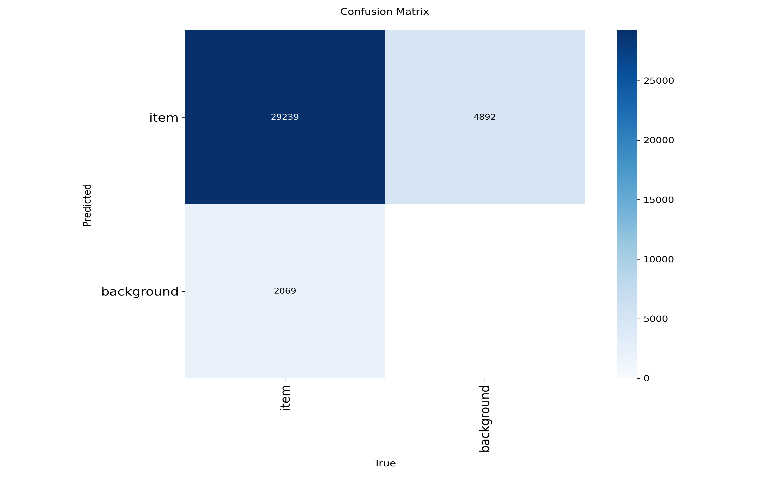 Confusion Matrix
item
29239
4892
25000
20000
15000
Predicted
10000
background
2069
5000
0
item
background
True